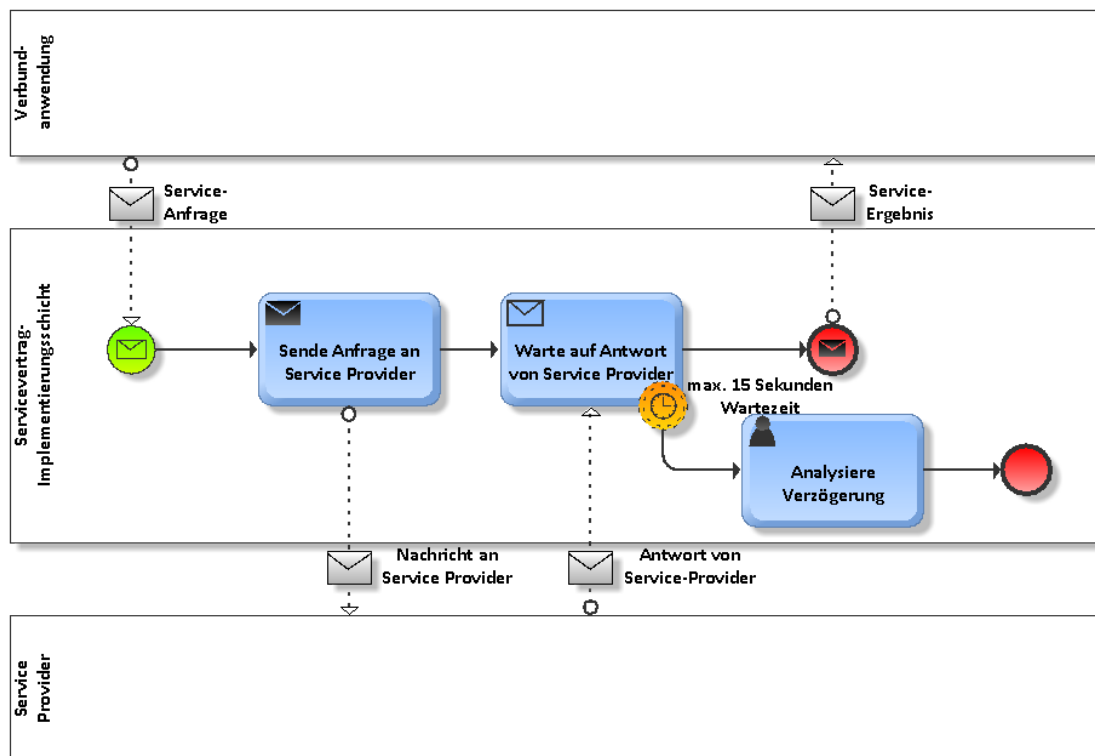 Verbund-
anwendung
Service-
Anfrage
Service-
Ergebnis
Servicevertrag-
Implementierungsschicht
Sende Anfrage an
Service Provider
Warte auf Antwort
von Service Provider
max. 15 Sekunden
Wartezeit
Analysiere
Verzögerung
Nachricht an
Service Provider
Antwort von
Service-Provider
Service
Provider